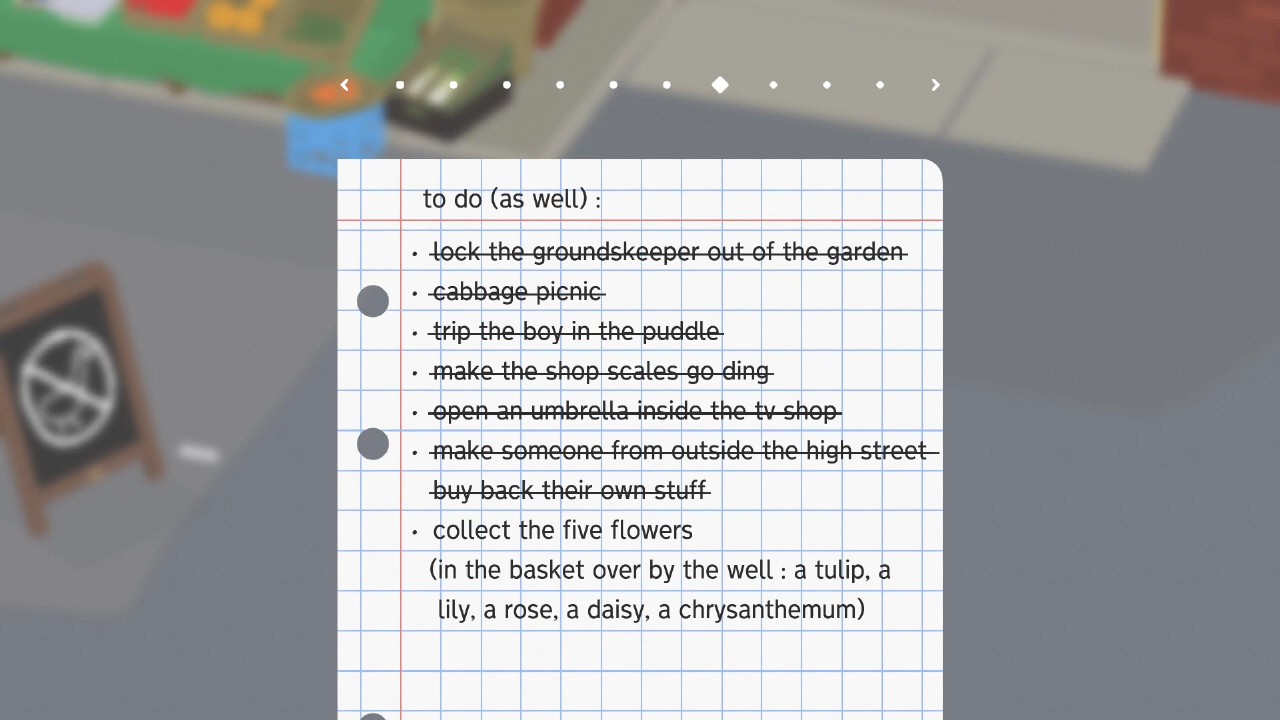 to do (as well) :
· lock the groundskeeper out of the garden
· cabbage picnic
· trip the boy in the puddle
· make the shop scales go ding
· open an umbrella inside the tv shop
· make someone from outside the high street
buy back their own stuff
· collect the five flowers
(in the basket over by the well : a tulip, a
lily, a rose, a daisy, a chrysanthemum)